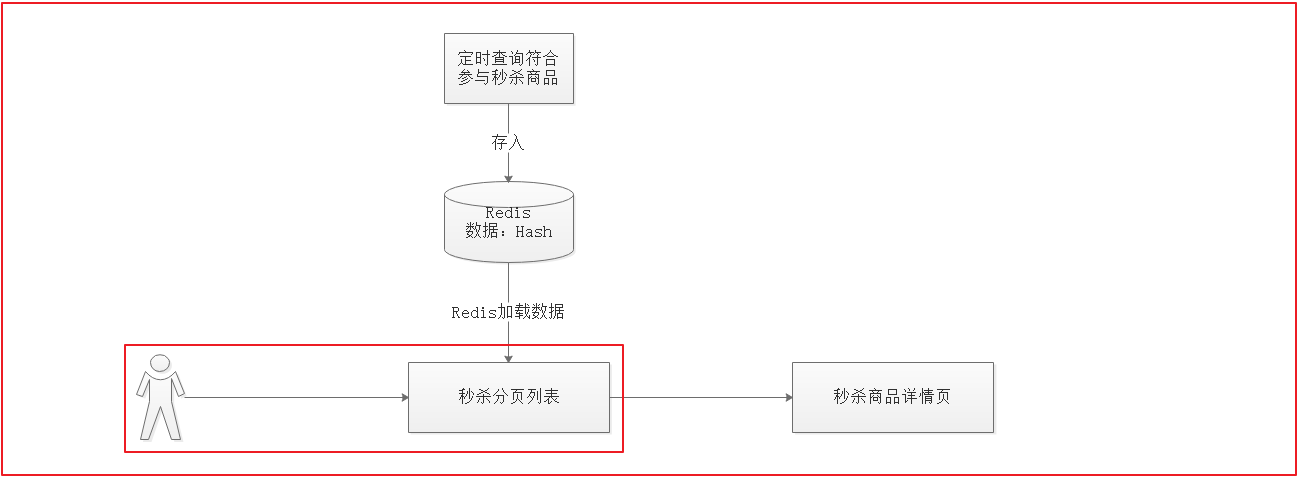 定时查询符合
参与秒杀商品
存入
Redis
数据：Hash
Redis加载数据
秒杀分页列表
秒杀商品详情页